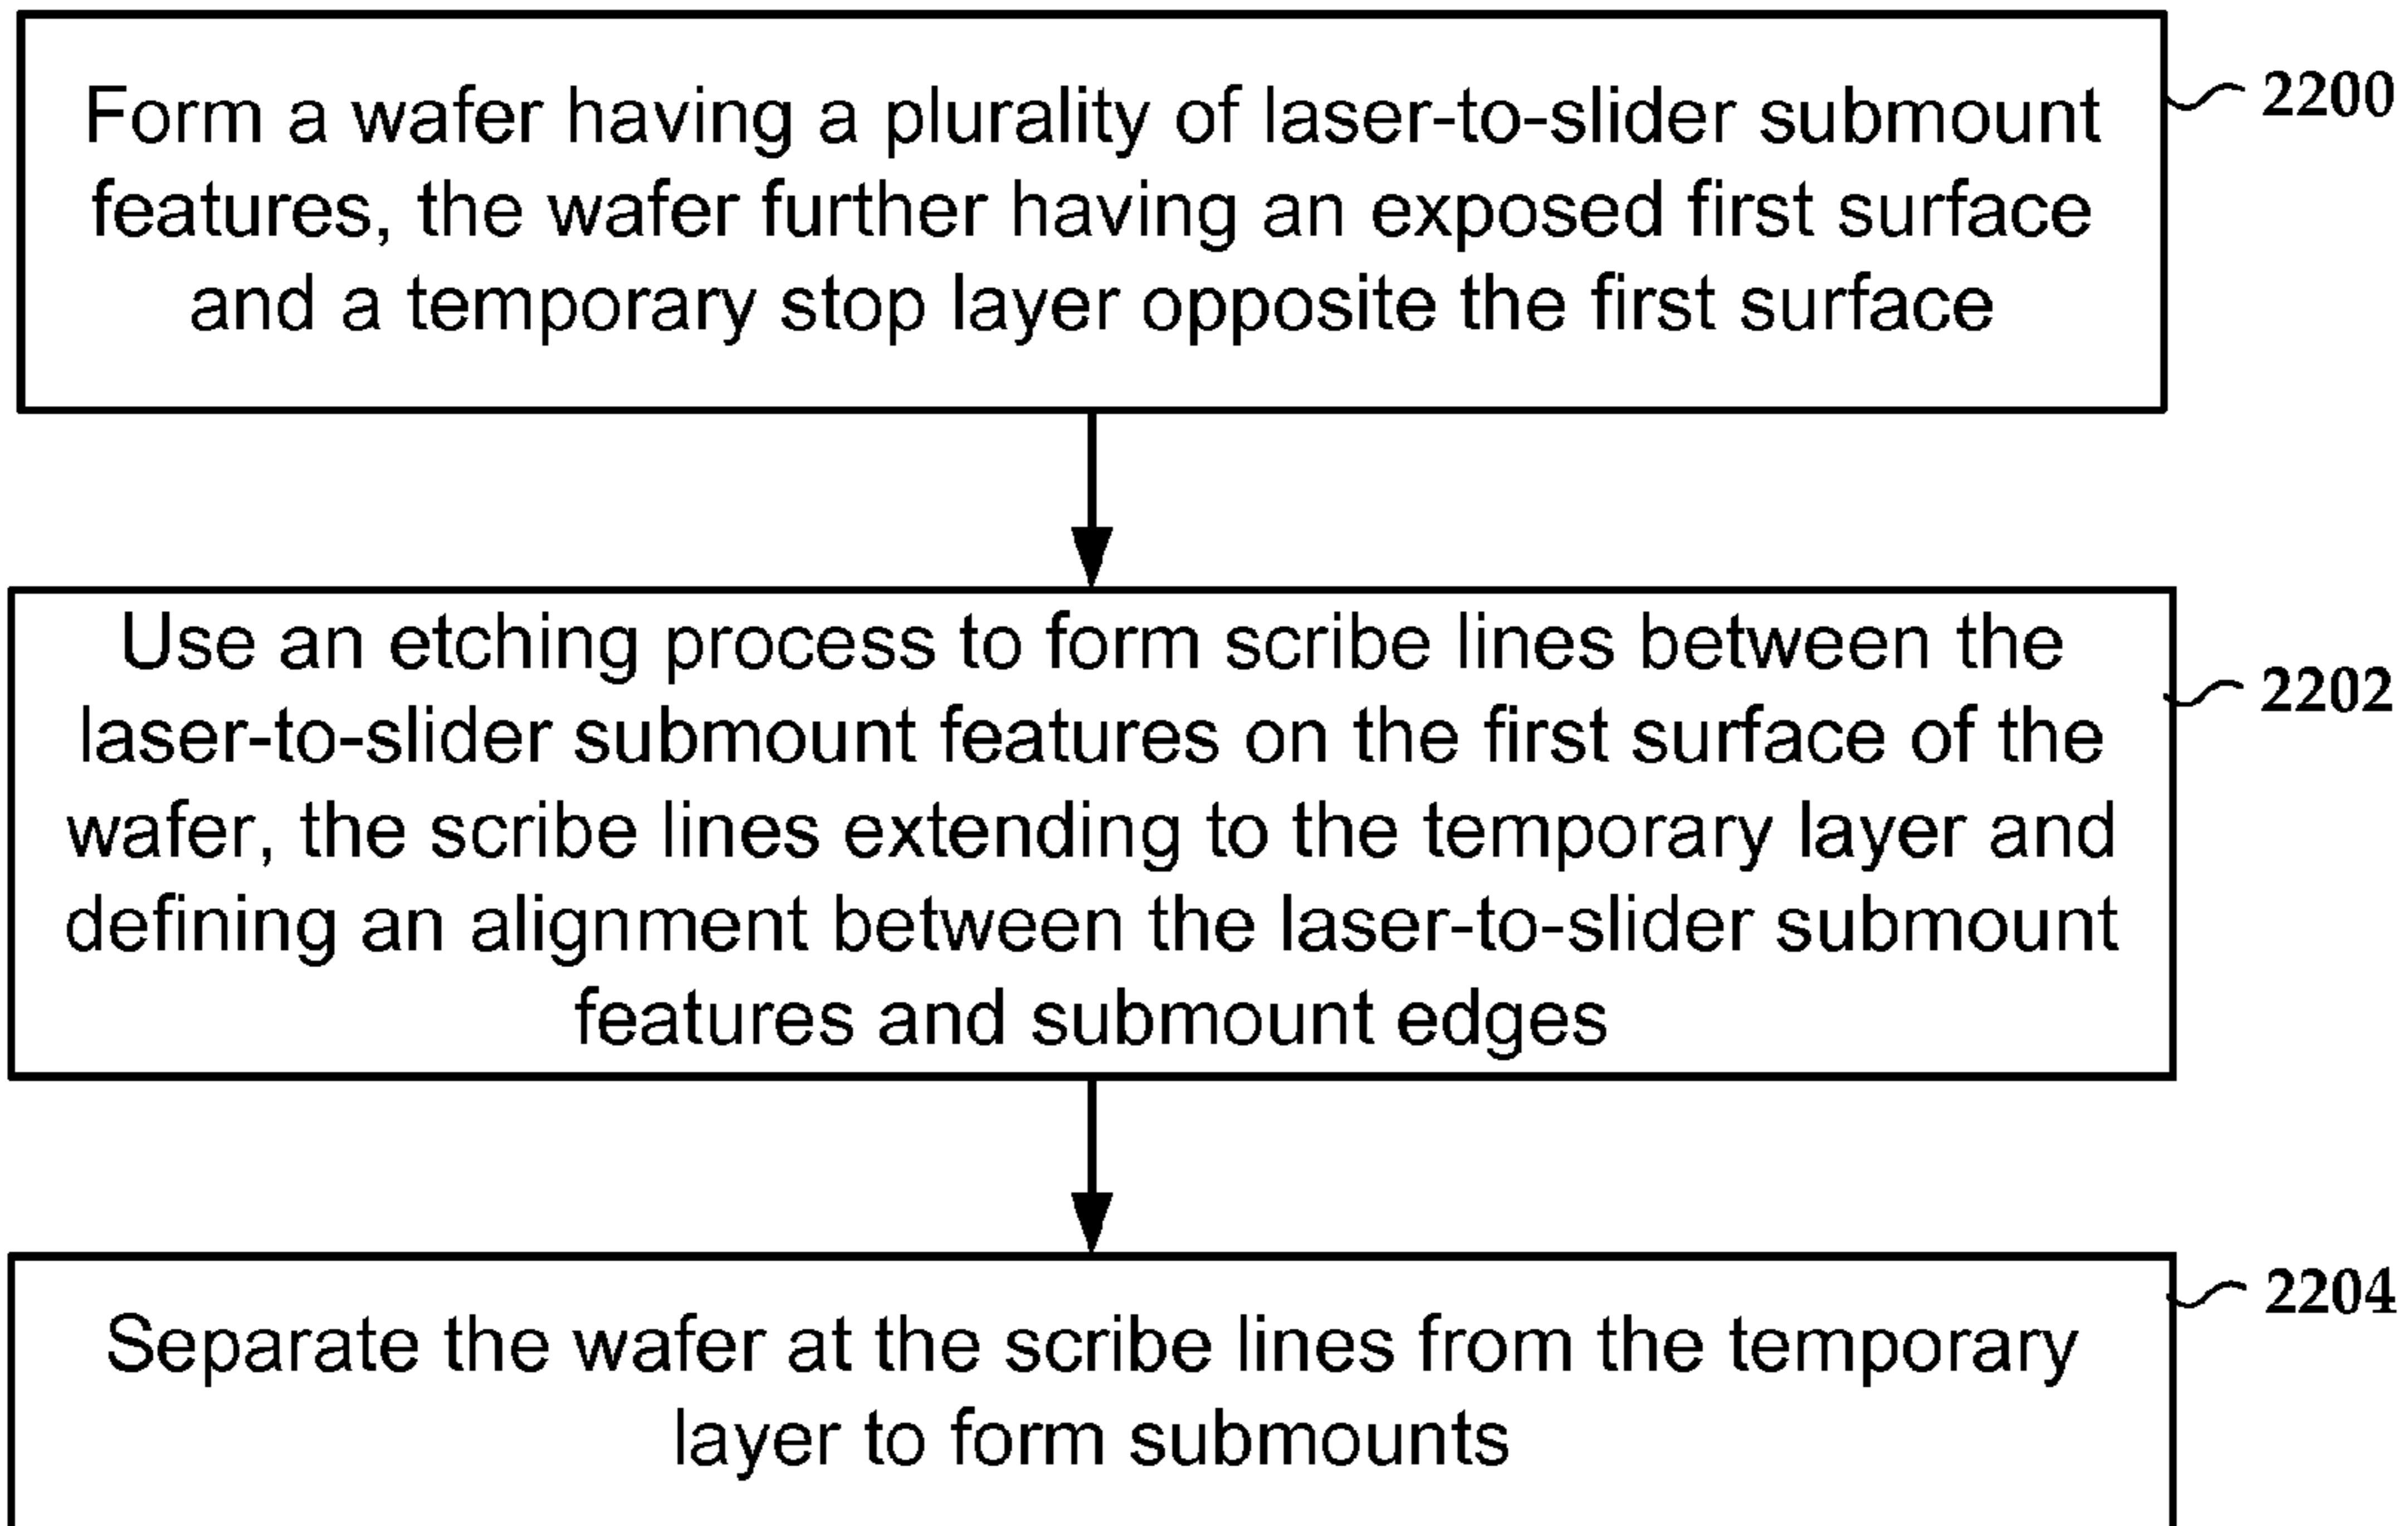 Form a wafer having a plurality of laser-to-slider submount
features, the wafer further having an exposed first surface
and a temporary stop layer opposite the first surface
2200
Use an etching process to form scribe lines between the
laser-to-slider submount features on the first surface of the
wafer, the scribe lines extending to the temporary layer and
defining an alignment between the laser-to-slider submount
features and submount edges
2202
Separate the wafer at the scribe lines from the temporary
layer to form submounts
2204